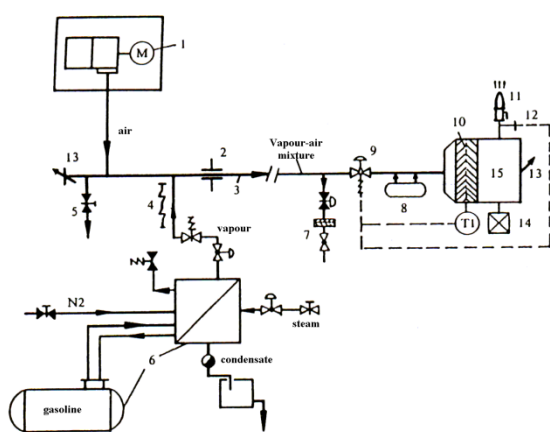 1
M
air
13
2
3
4
5
Vapour-air
mixture
9
10
11
12
13
15
8
T1
14
7
vapour
N2
steam
6
condensate
gasoline